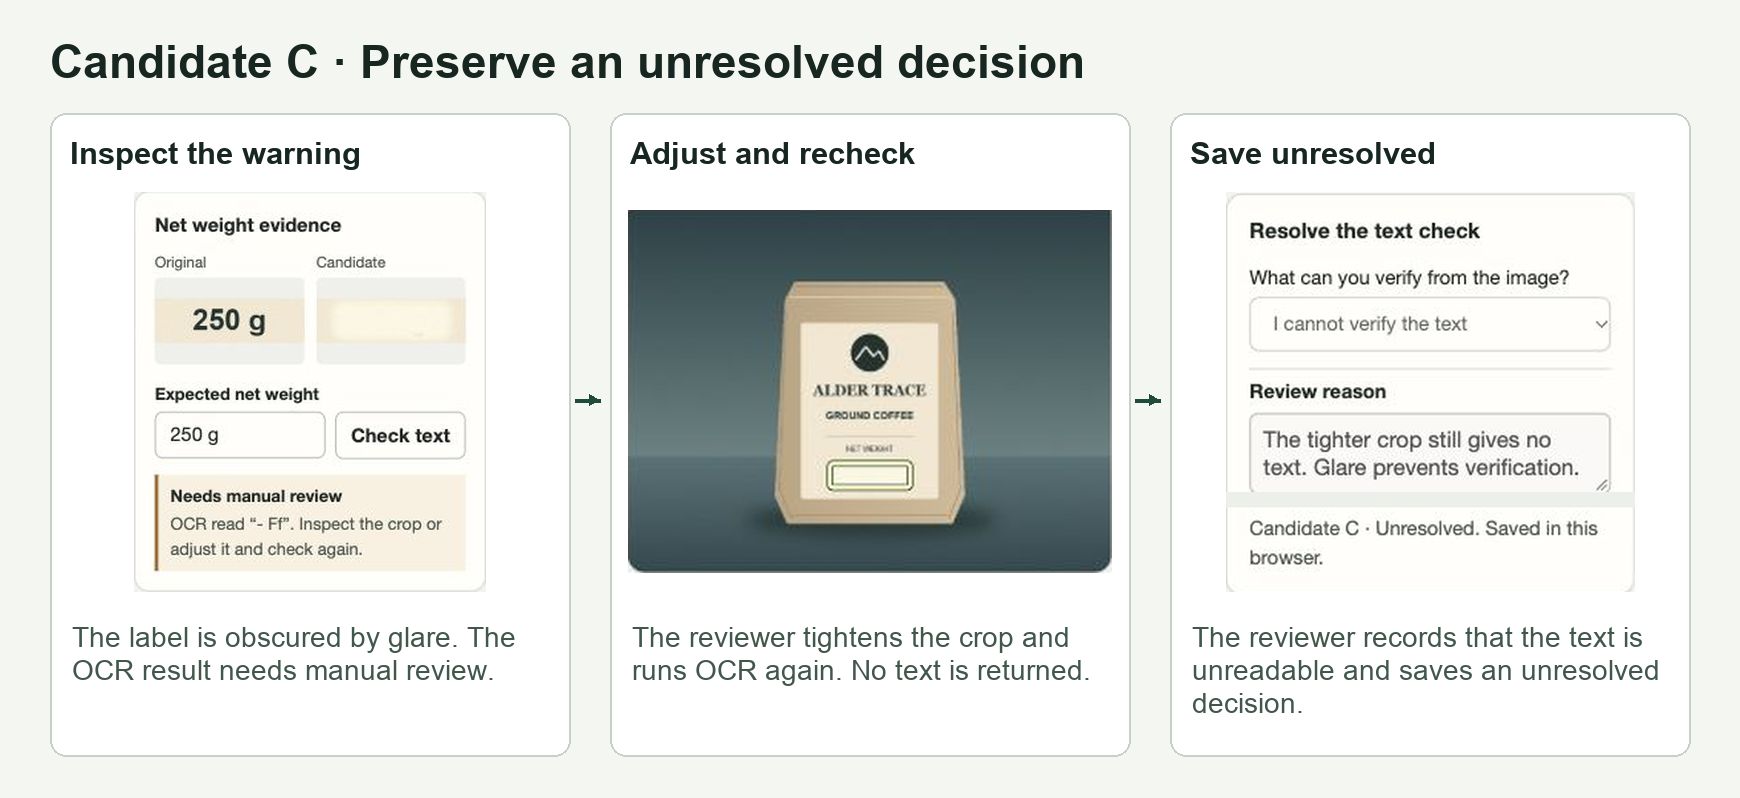 Candidate C · Preserve an unresolved decision
Inspect the warning
Net weight evidence
Original
Candidate
250 g
Expected net weight
250 g
Check text
Needs manual review
OCR read “- Ff”. Inspect the crop or
adjust it and check again.
The label is obscured by glare. The
OCR result needs manual review.
Adjust and recheck
ALDER TRACE
GROUND COFFEE
NET WEIGHT
The reviewer tightens the crop and
runs OCR again. No text is returned.
Save unresolved
Resolve the text check
What can you verify from the image?
I cannot verify the text
Review reason
The tighter crop still gives no
text. Glare prevents verification.
Candidate C · Unresolved. Saved in this
browser.
The reviewer records that the text is
unreadable and saves an unresolved
decision.